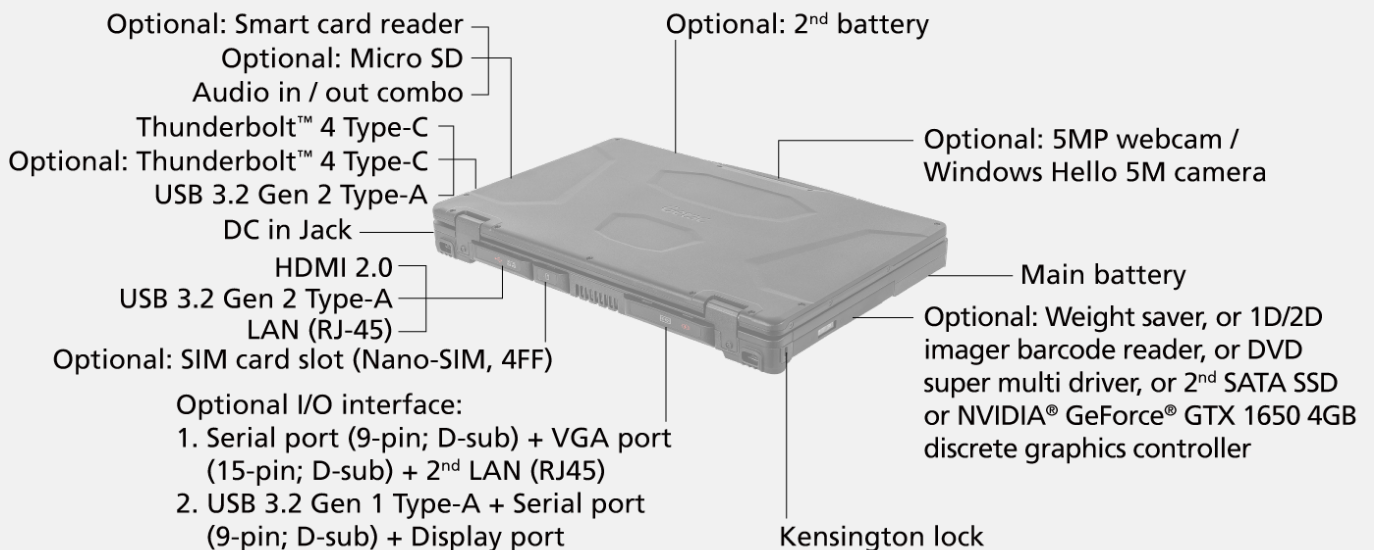 Optional: Smart card reader
Optional: Micro SD
Audio in / out combo
Thunderbolt™ 4 Type-C
Optional: Thunderbolt™ 4 Type-C
USB 3.2 Gen 2 Type-A
DC in Jack
HDMI 2.0
USB 3.2 Gen 2 Type-A
LAN (RJ-45)
Optional: SIM card slot (Nano-SIM, 4FF)
Optional I/O interface:
1. Serial port (9-pin; D-sub) + VGA port
(15-pin; D-sub) + 2nd LAN (RJ45)
2. USB 3.2 Gen 1 Type-A + Serial port
(9-pin; D-sub) + Display port
Optional: 2nd battery
Optional: 5MP webcam /
Windows Hello 5M camera
Main battery
Optional: Weight saver, or 1D/2D
imager barcode reader, or DVD
super multi driver, or 2nd SATA SSD
or NVIDIA® GeForce® GTX 1650 4GB
discrete graphics controller
Kensington lock
Getac